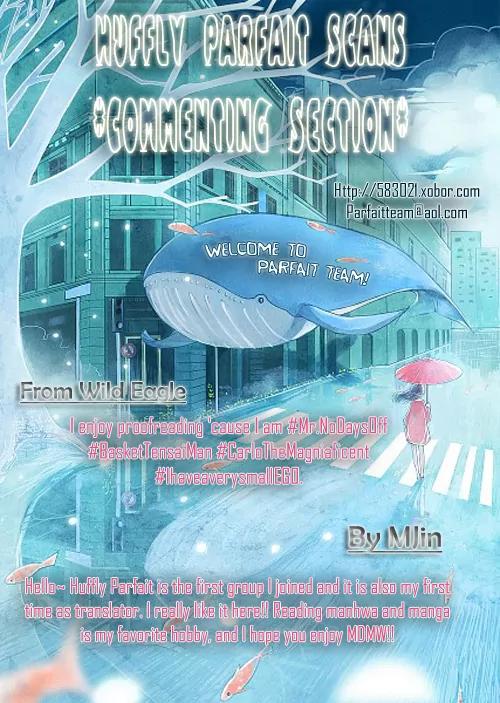 HUFFLY PARFAIT SCANS
*COMMENTING SECTION*
Http://583021.xobor.com
Parfaitteam@aol.com
WELCOME TO
PARFAIT TEAM!
From Wild Eagle
I enjoy proofreading 'cause I am #Mr.NoDaysOff
#BasketTensaiMan #CarloTheMagnificent
#IhaveaverysmallEGO.
By MJin
Hello~ Huffly Parfait is the first group I joined and it is also my first
time as translator. I really like it here!! Reading manhwa and manga
is my favorite hobby, and I hope you enjoy MDMW!!